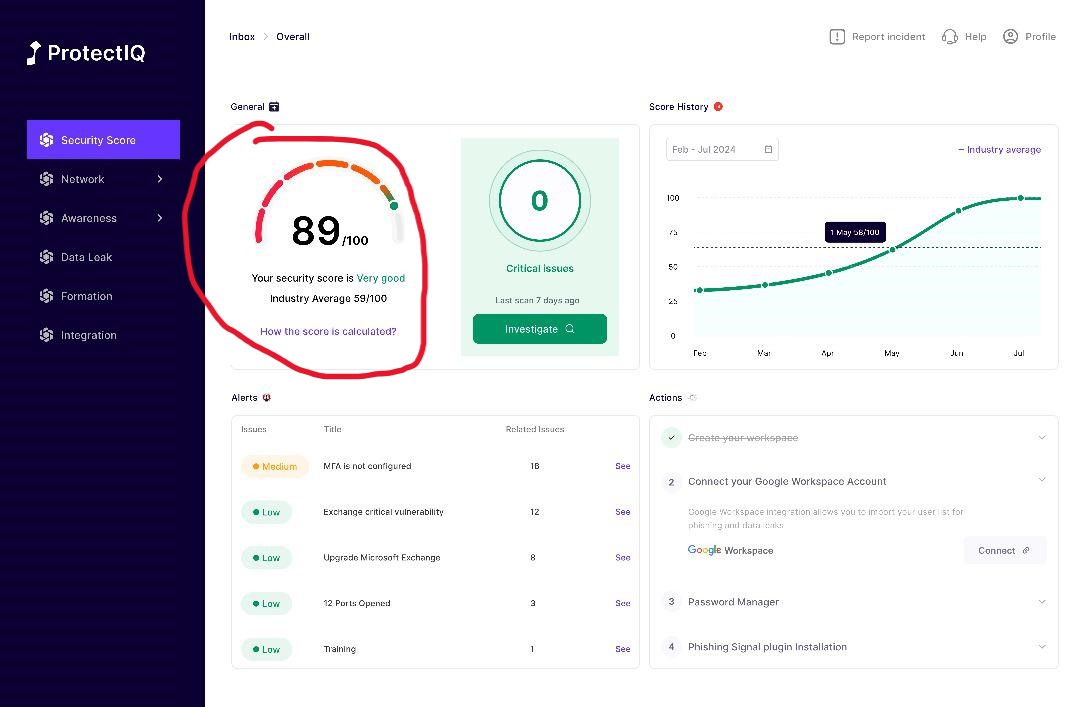 ProtectIQ
Security Score
Network
Awareness
Data Leak
Formation
Integration
Inbox > Overall
Report incident
Help
Profile
General
89/100
Your security score is Very good
Industry Average 59/100
How the score is calculated?
0
Critical issues
Last scan 7 days ago
Investigate
Score History
Feb - Jul 2024
– Industry average
100
75
50
25
0
1 May 58/100
Feb Mar Apr May Jun Jul
Alerts
Issues Title Related Issues
Medium MFA is not configured 18 See
Low Exchange critical vulnerability 12 See
Low Upgrade Microsoft Exchange 8 See
Low 12 Ports Opened 3 See
Low Training 1 See
Actions
Create your workspace
2 Connect your Google Workspace Account
Google Workspace integration allows you to import your user list for
phishing and data leaks
Google Workspace
Connect
3 Password Manager
4 Phishing Signal plugin Installation